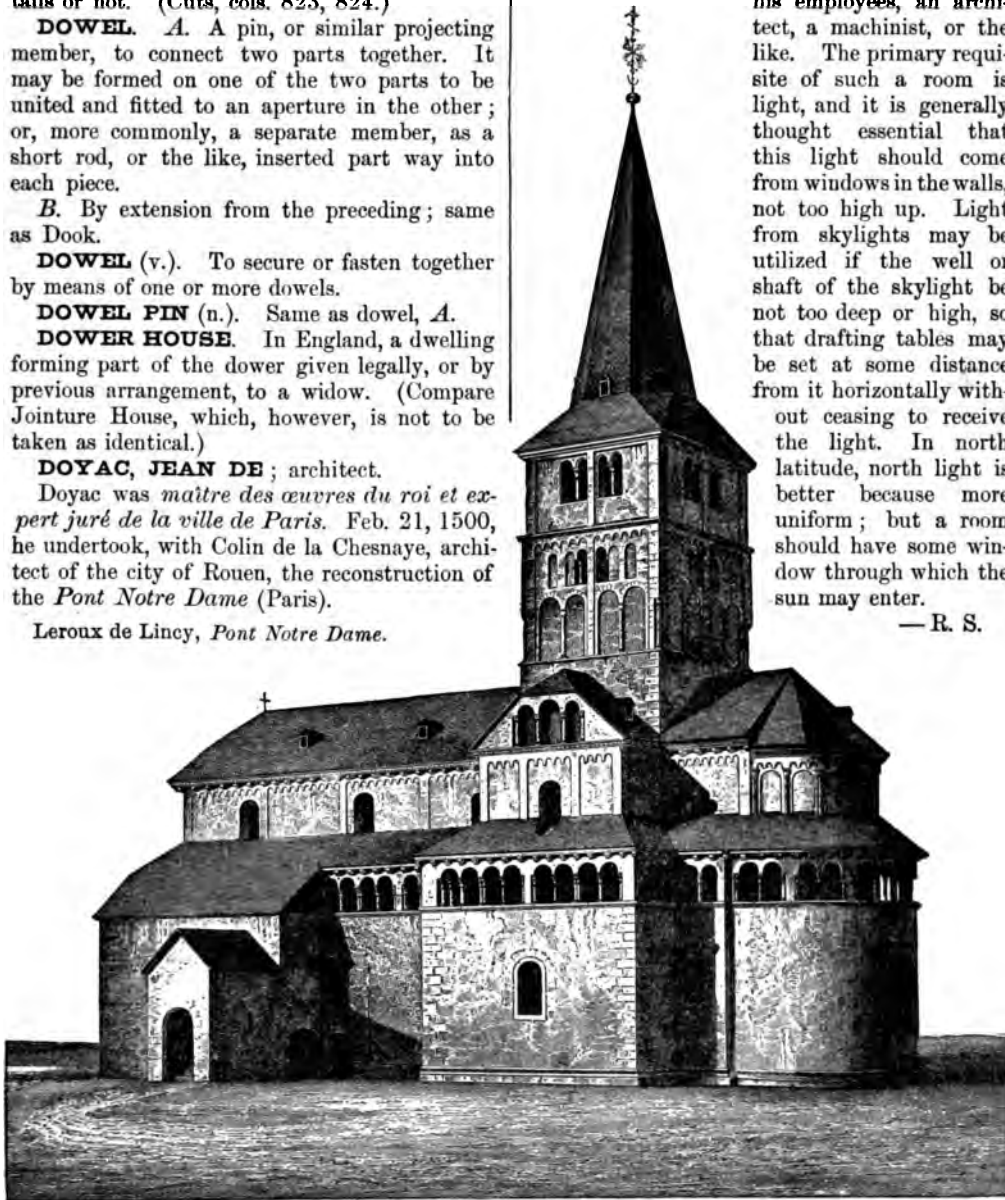 tails or not. (Cuts, cols. 823, 824.)
DOWEL. A. A pin, or similar projecting
member, to connect two parts together. It
may be formed on one of the two parts to be
united and fitted to an aperture in the other;
or, more commonly, a separate member, as a
short rod, or the like, inserted part way into
each piece.
B. By extension from the preceding; same
as Dook.
DOWEL (v.). To secure or fasten together
by means of one or more dowels.
DOWEL PIN (n.). Same as dowel, A.
DOWER HOUSE. In England, a dwelling
forming part of the dower given legally, or by
previous arrangement, to a widow. (Compare
Jointure House, which, however, is not to be
taken as identical.)
DOYAC, JEAN DE; architect.
Doyac was maître des œuvres du roi et ex-
pert juré de la ville de Paris. Feb. 21, 1500,
he undertook, with Colin de la Chesnaye, archi-
tect of the city of Rouen, the reconstruction of
the Pont Notre Dame (Paris).
Leroux de Lincy, Pont Notre Dame.
his employees, an archi-
tect, a machinist, or the
like. The primary requi-
site of such a room is
light, and it is generally
thought essential that
this light should come
from windows in the walls,
not too high up. Light
from skylights may be
utilized if the well or
shaft of the skylight be
not too deep or high, so
that drafting tables may
be set at some distance
from it horizontally with-
out ceasing to receive
the light. In north
latitude, north light is
better because more
uniform; but a room
should have some win-
dow through which the
sun may enter.
— R. S.